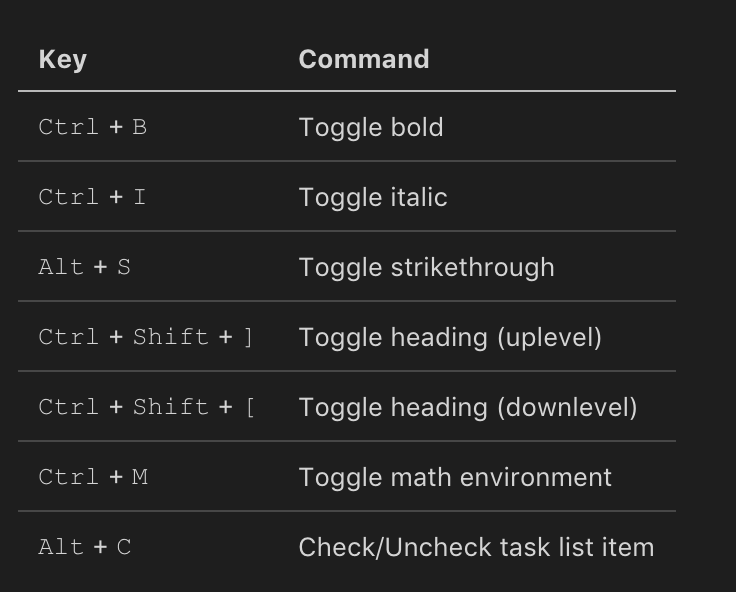 Key Command
Ctrl + B Toggle bold
Ctrl + I Toggle italic
Alt + S Toggle strikethrough
Ctrl + Shift + ] Toggle heading (uplevel)
Ctrl + Shift + [ Toggle heading (downlevel)
Ctrl + M Toggle math environment
Alt + C Check/Uncheck task list item